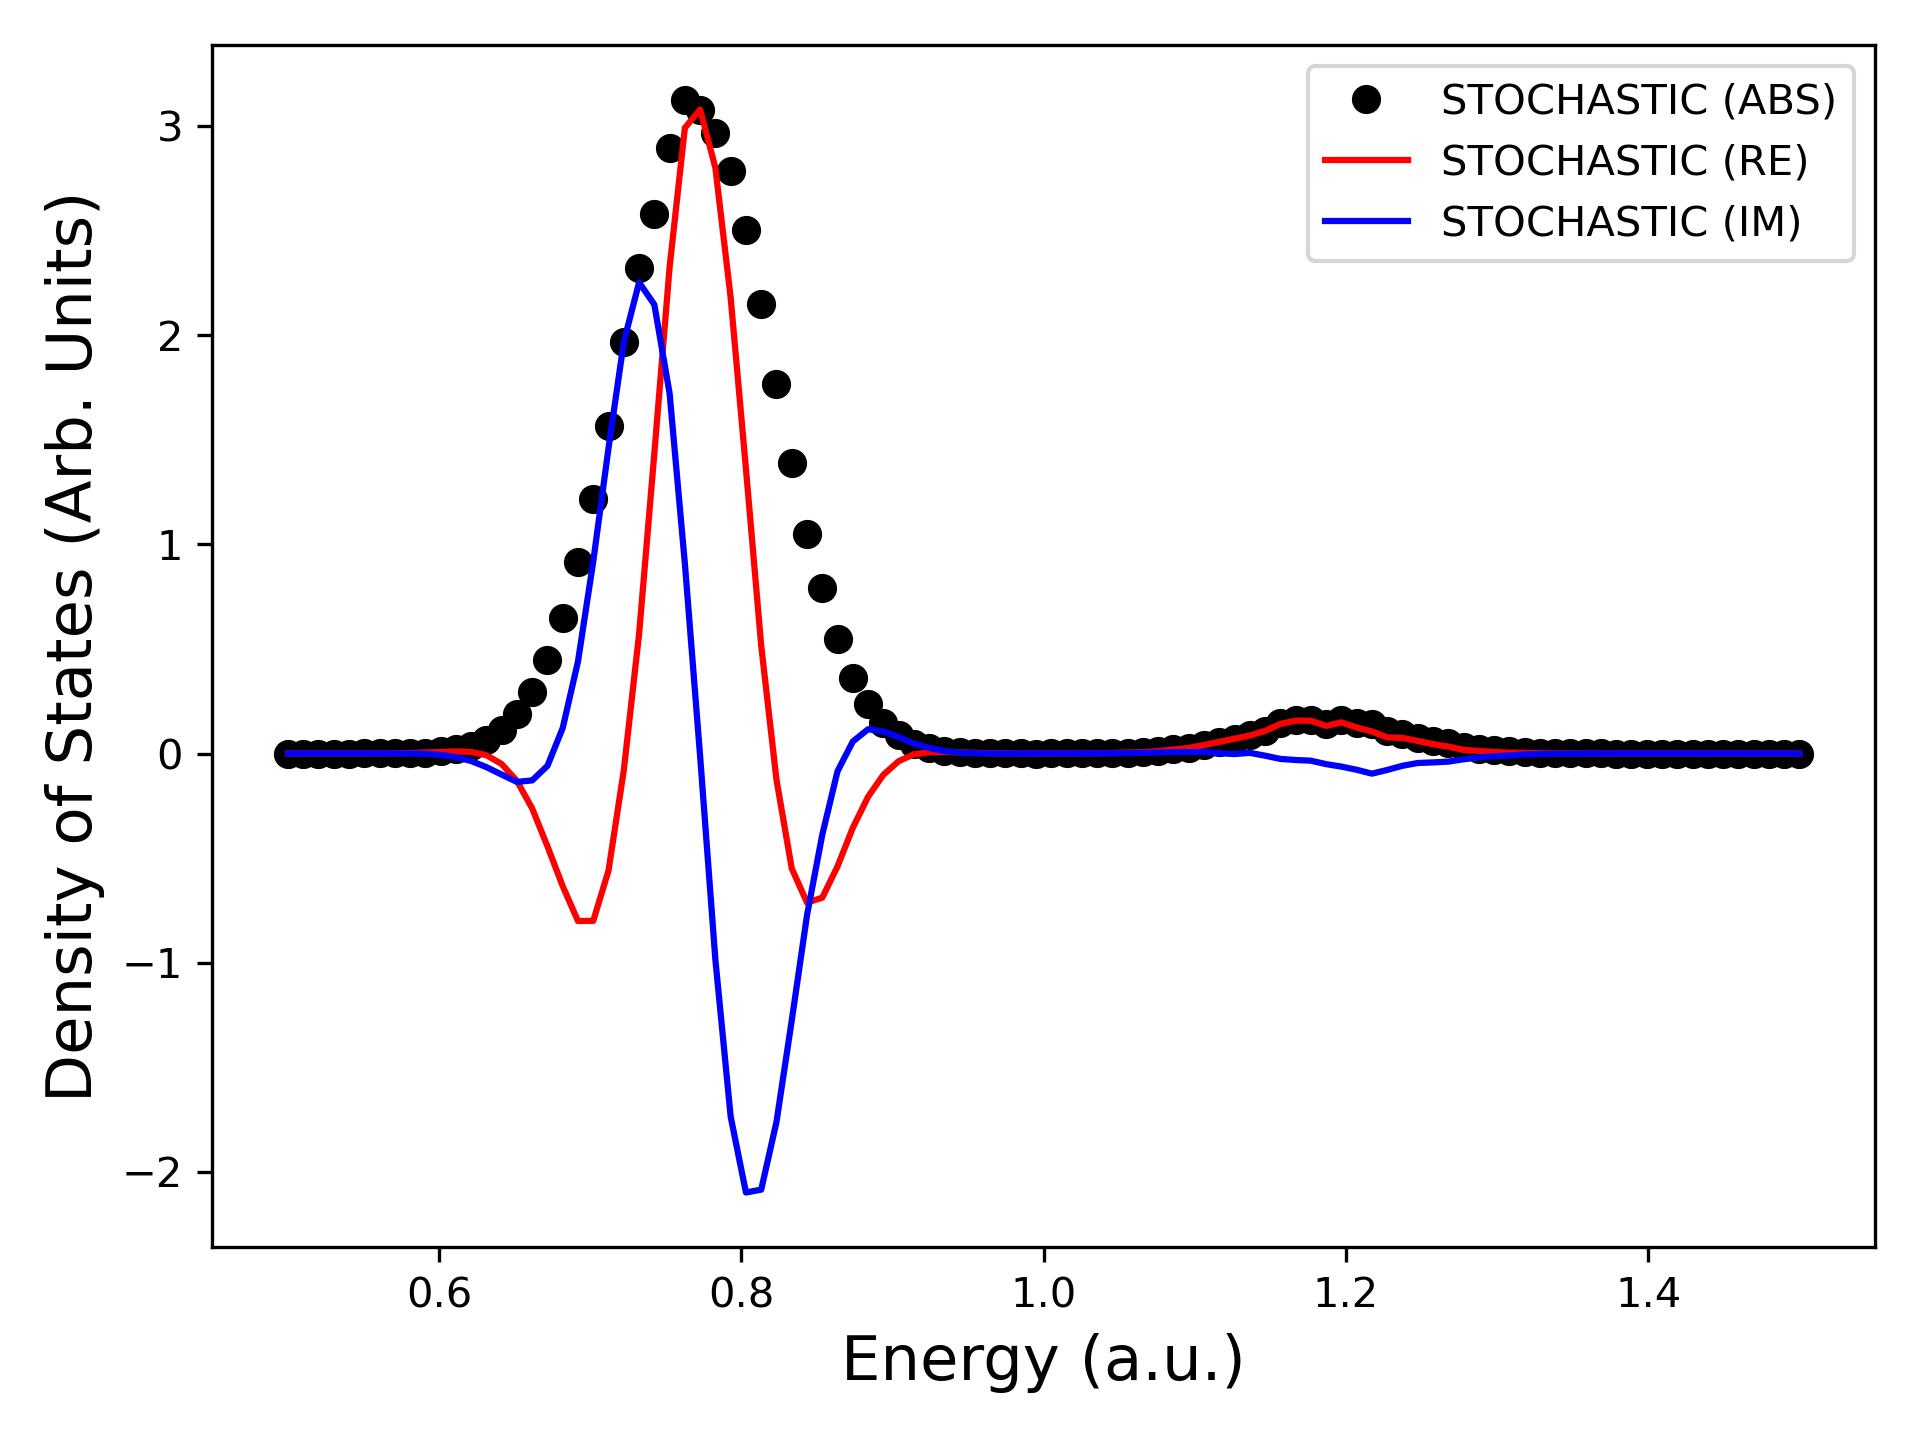 Density of States (Arb. Units)
3
2
1
0
−1
−2
STOCHASTIC (ABS)
STOCHASTIC (RE)
STOCHASTIC (IM)
0.6
0.8
1.0
1.2
1.4
Energy (a.u.)